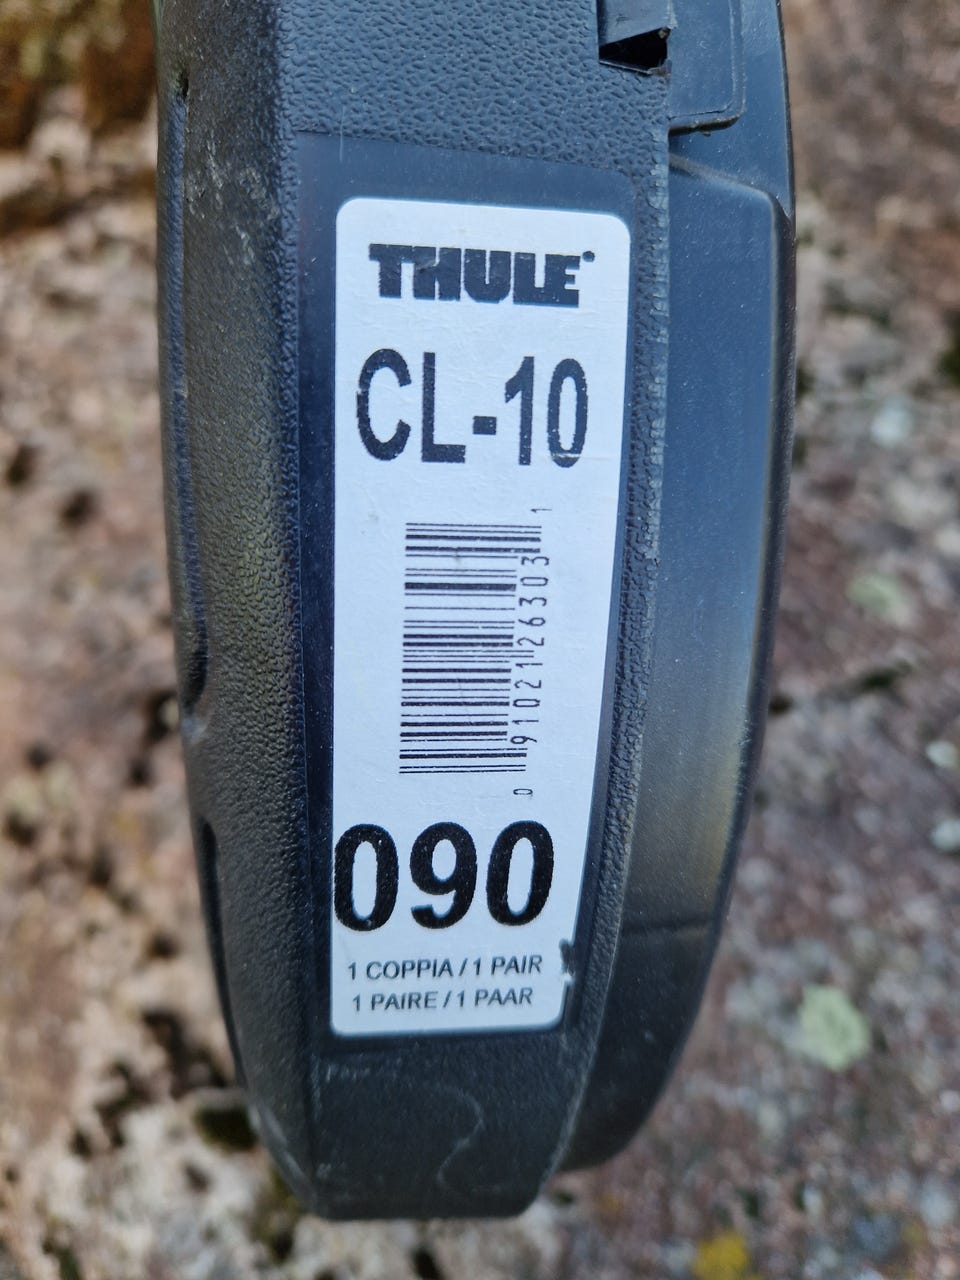 THULE
CL-10
0 91021 26303 1
090
1 COPPIA / 1 PAIR
1 PAIRE / 1 PAAR